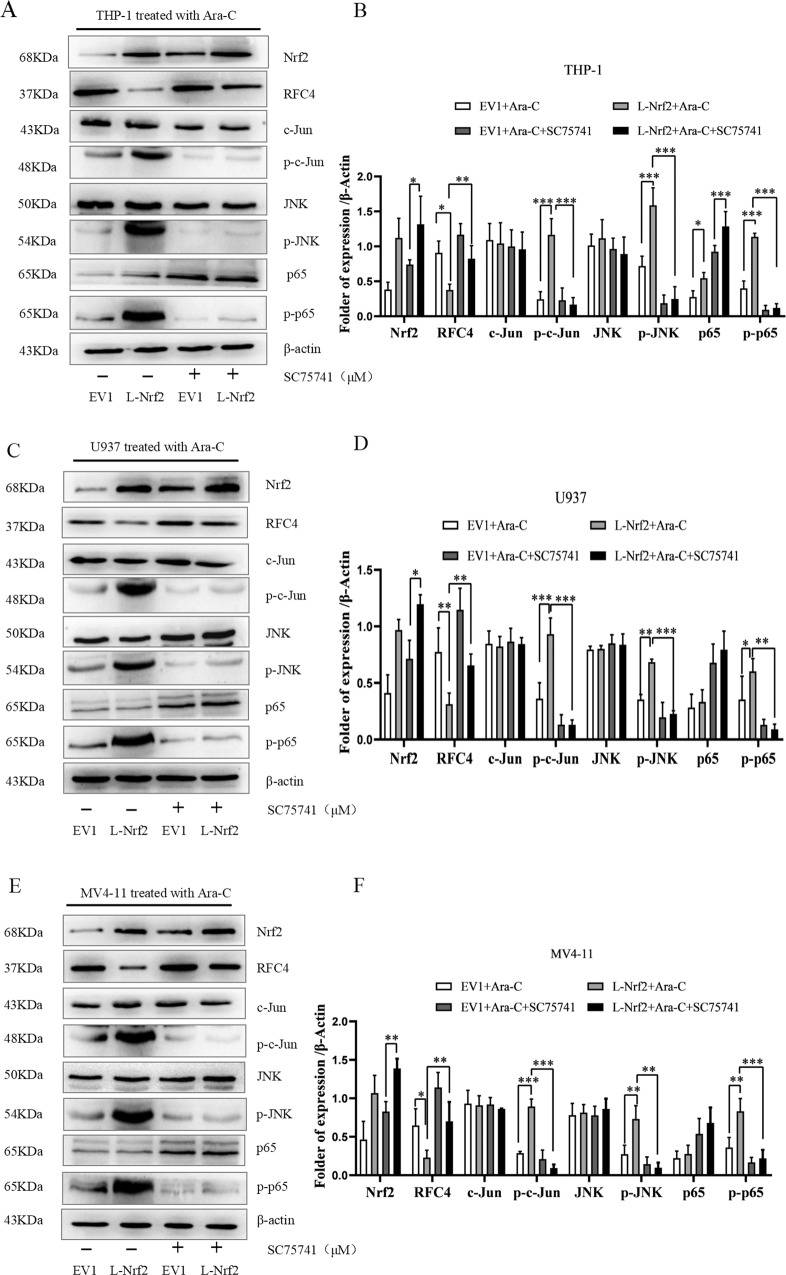 A
THP-1 treated with Ara-C
68KDa Nrf2
37KDa RFC4
43KDa c-Jun
48KDa p-c-Jun
50KDa JNK
54KDa p-JNK
65KDa p65
65KDa p-p65
43KDa β-actin
− − + + SC75741（μM）
EV1 L-Nrf2 EV1 L-Nrf2
B
THP-1
EV1+Ara-C L-Nrf2+Ara-C
EV1+Ara-C+SC75741 L-Nrf2+Ara-C+SC75741
Folder of expression /β-Actin
2.0
1.5
1.0
0.5
0.0
* * ** *** *** *** *** * *** *** ***
Nrf2 RFC4 c-Jun p-c-Jun JNK p-JNK p65 p-p65
C
U937 treated with Ara-C
68KDa Nrf2
37KDa RFC4
43KDa c-Jun
48KDa p-c-Jun
50KDa JNK
54KDa p-JNK
65KDa p65
65KDa p-p65
43KDa β-actin
− − + + SC75741（μM）
EV1 L-Nrf2 EV1 L-Nrf2
D
U937
EV1+Ara-C L-Nrf2+Ara-C
EV1+Ara-C+SC75741 L-Nrf2+Ara-C+SC75741
Folder of expression /β-Actin
1.5
1.0
0.5
0.0
* ** ** *** *** ** *** * **
Nrf2 RFC4 c-Jun p-c-Jun JNK p-JNK p65 p-p65
E
MV4-11 treated with Ara-C
68KDa Nrf2
37KDa RFC4
43KDa c-Jun
48KDa p-c-Jun
50KDa JNK
54KDa p-JNK
65KDa p65
65KDa p-p65
43KDa β-actin
− − + + SC75741（μM）
EV1 L-Nrf2 EV1 L-Nrf2
F
MV4-11
EV1+Ara-C L-Nrf2+Ara-C
EV1+Ara-C+SC75741 L-Nrf2+Ara-C+SC75741
Folder of expression /β-Actin
2.0
1.5
1.0
0.5
0.0
** * ** *** *** ** ** ** ***
Nrf2 RFC4 c-Jun p-c-Jun JNK p-JNK p65 p-p65